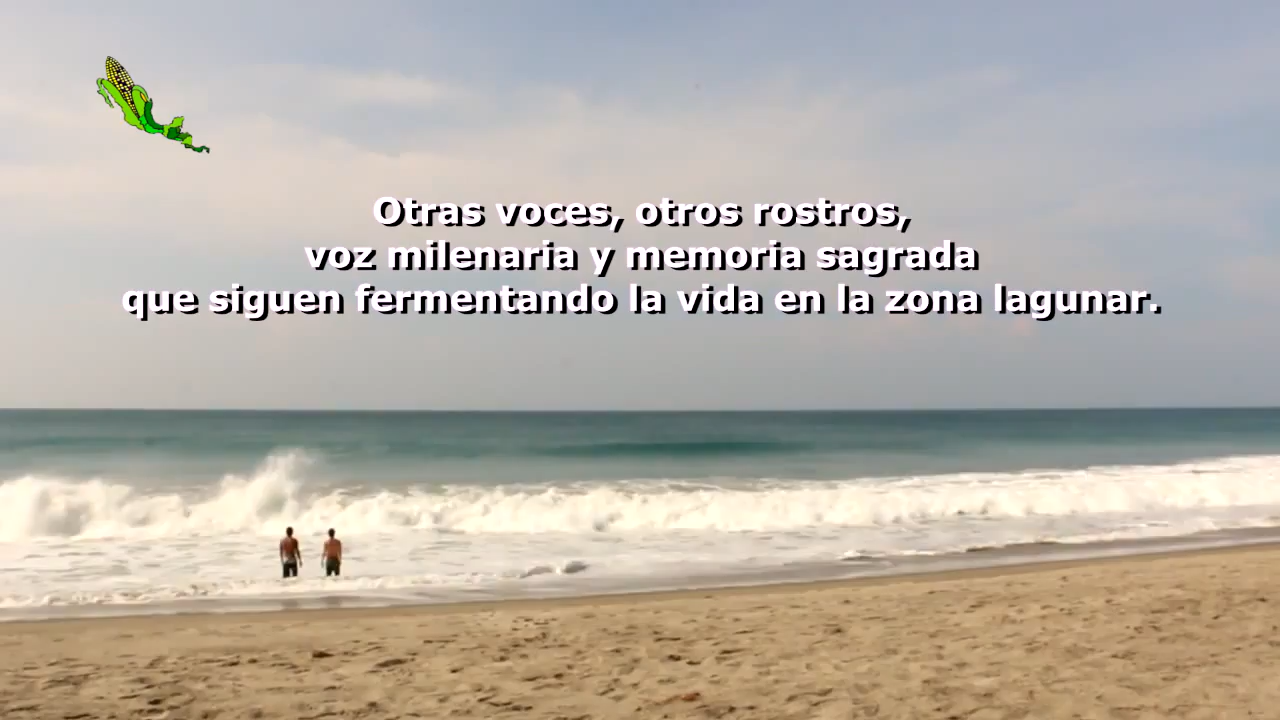 Otras voces, otros rostros,
voz milenaria y memoria sagrada
que siguen fermentando la vida en la zona lagunar.